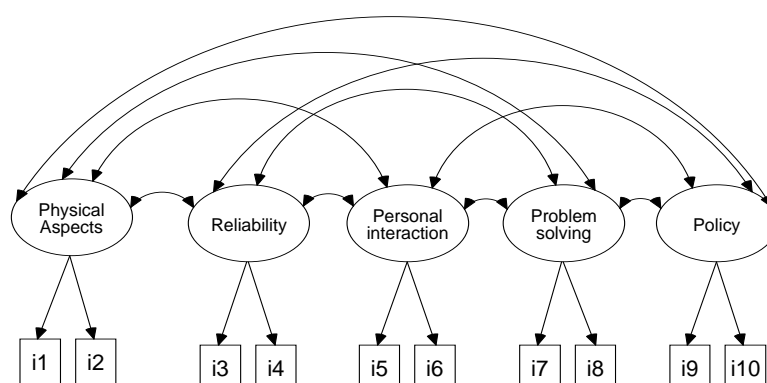 Physical
Aspects
Reliability
Personal
interaction
Problem
solving
Policy
i1
i2
i3
i4
i5
i6
i7
i8
i9
i10